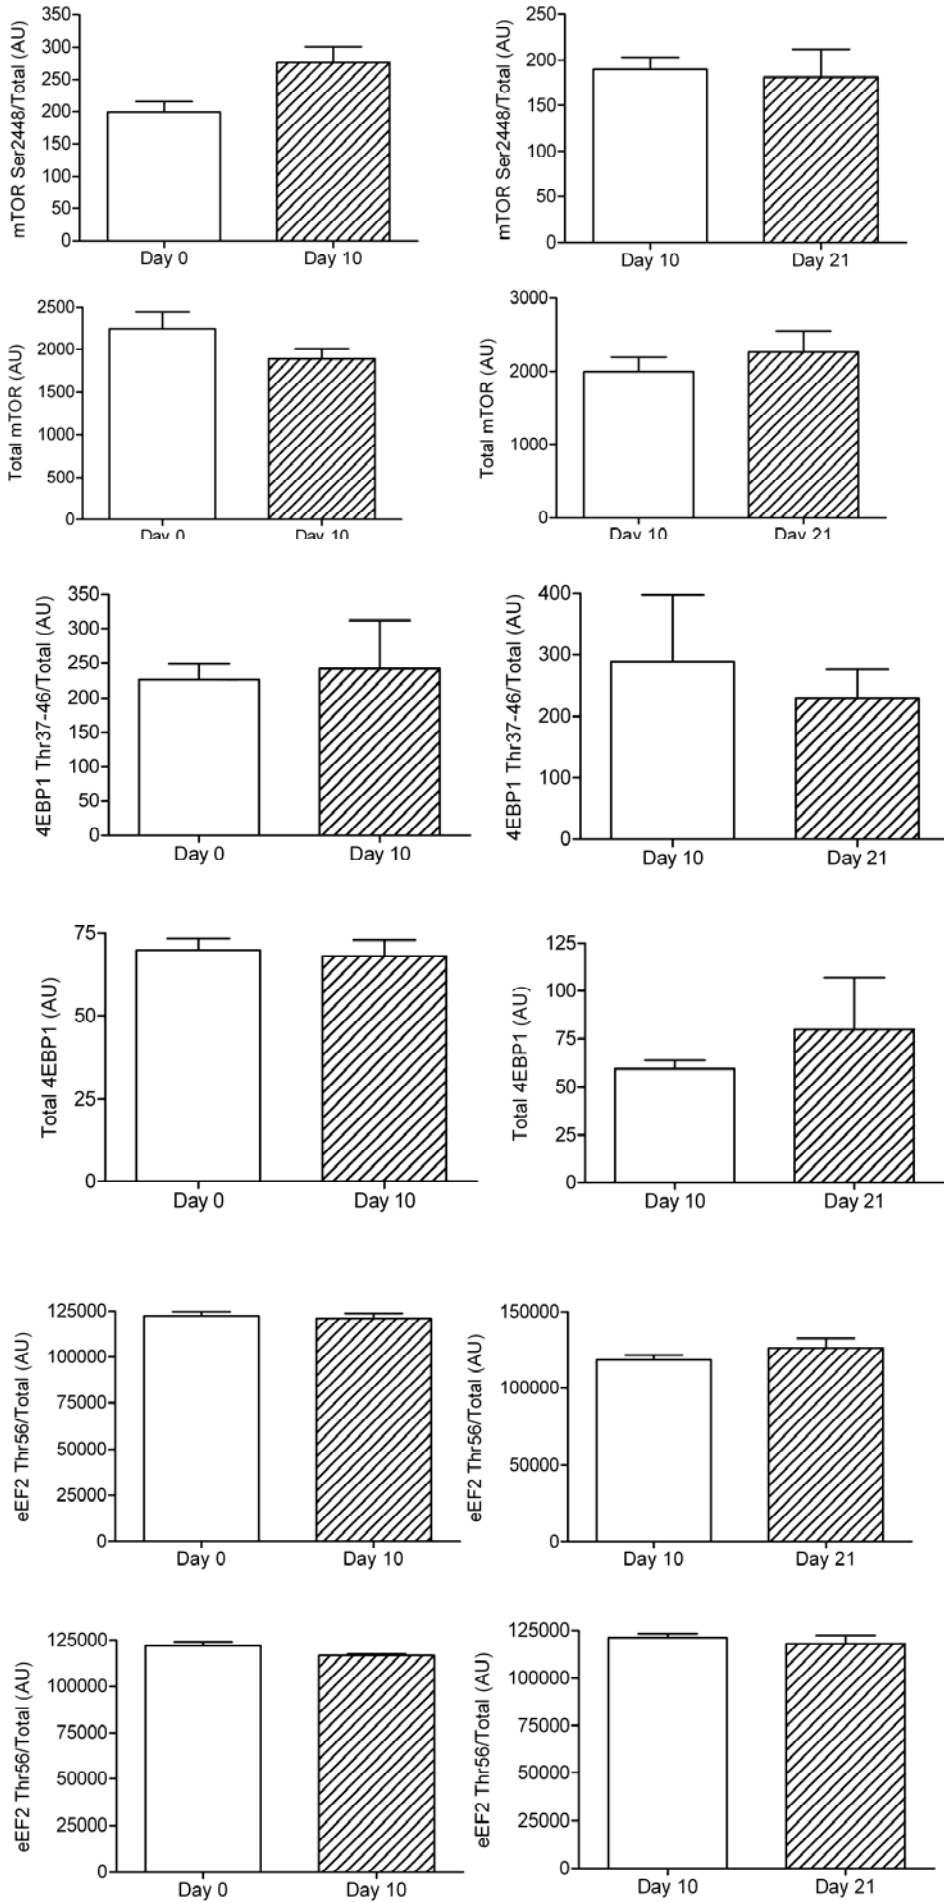 mTOR Ser2448/Total (AU)
350
300
250
200
150
100
50
0
Day 0
Day 10
mTOR Ser2448/Total (AU)
250
200
150
100
50
0
Day 10
Day 21
Total mTOR (AU)
2500
2000
1500
1000
500
0
Day 0
Day 10
Total mTOR (AU)
3000
2000
1000
0
Day 10
Day 21
4EBP1 Thr37-46/Total (AU)
350
300
250
200
150
100
50
0
Day 0
Day 10
4EBP1 Thr37-46/Total (AU)
400
300
200
100
0
Day 10
Day 21
Total 4EBP1 (AU)
75
50
25
0
Day 0
Day 10
Total 4EBP1 (AU)
125
100
75
50
25
0
Day 10
Day 21
eEF2 Thr56/Total (AU)
125000
100000
75000
50000
25000
0
Day 0
Day 10
eEF2 Thr56/Total (AU)
150000
100000
50000
0
Day 10
Day 21
eEF2 Thr56/Total (AU)
125000
100000
75000
50000
25000
0
Day 0
Day 10
eEF2 Thr56/Total (AU)
125000
100000
75000
50000
25000
0
Day 10
Day 21